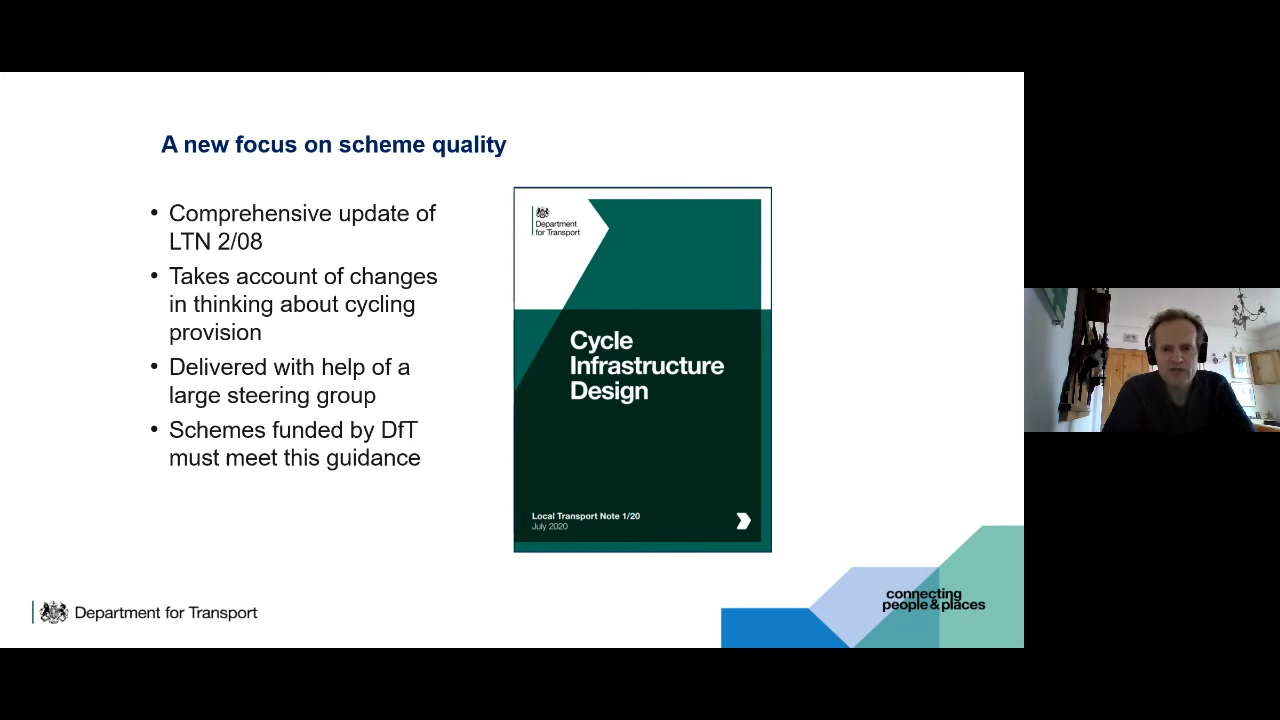 A new focus on scheme quality
• Comprehensive update of
LTN 2/08
• Takes account of changes
in thinking about cycling
provision
• Delivered with help of a
large steering group
• Schemes funded by DfT
must meet this guidance
Department
for Transport
Cycle
Infrastructure
Design
Local Transport Note 1/20
July 2020
Department for Transport
connecting
people & places